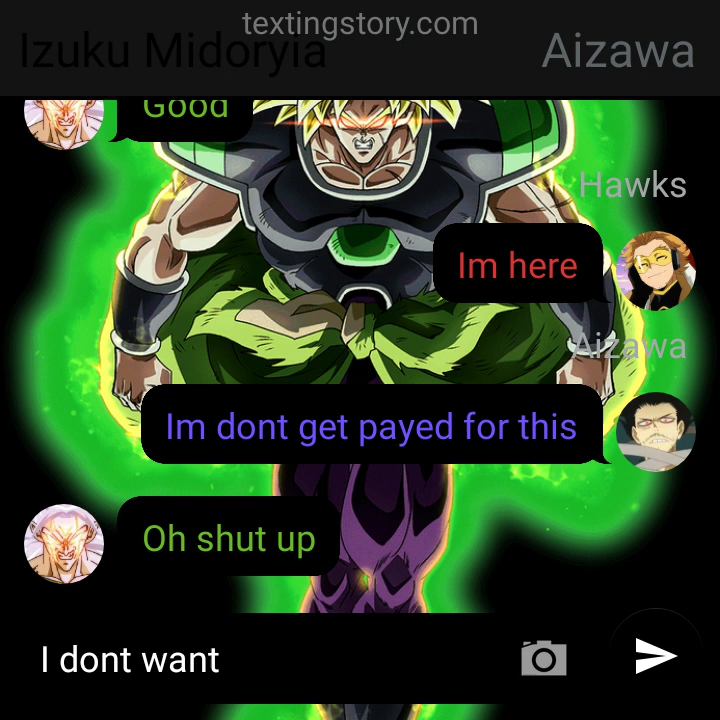 textingstory.com
Izuku Midoryia
Aizawa
Good
Hawks
Im here
Aizawa
Im dont get payed for this
Oh shut up
I dont want